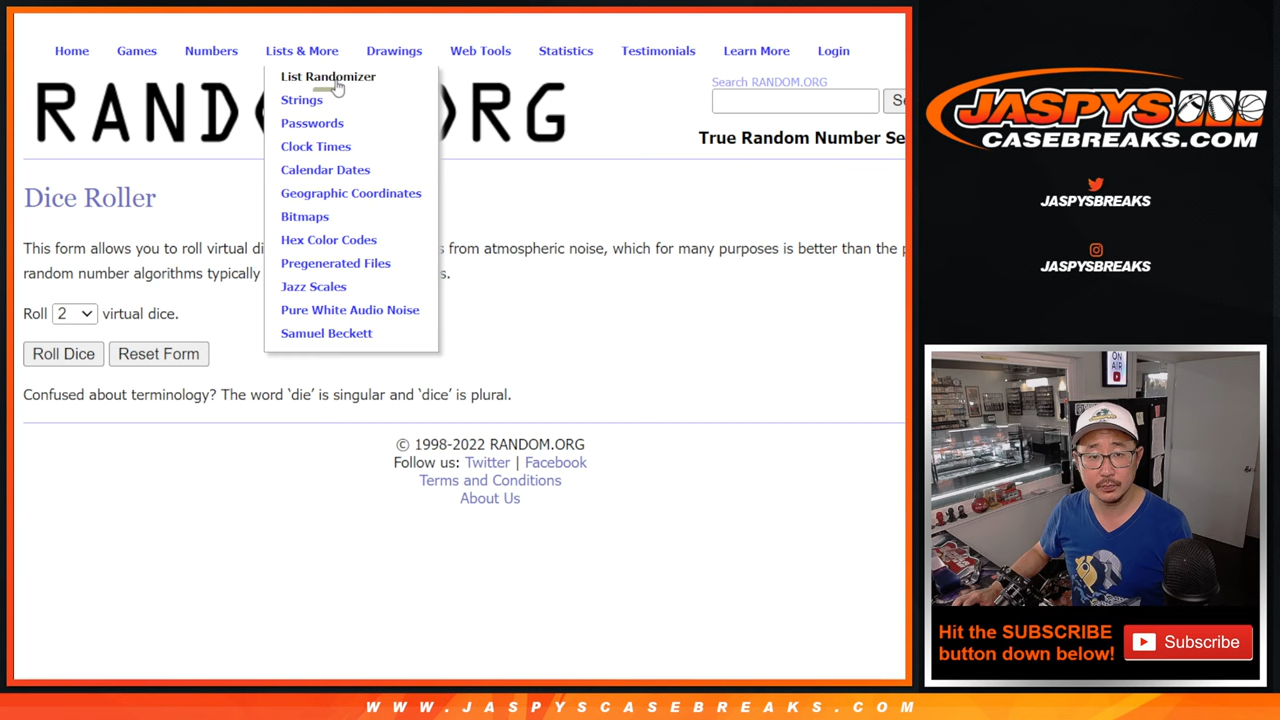 Home Games Numbers Lists & More Drawings Web Tools Statistics Testimonials Learn More Login
List Randomizer
Strings
Passwords
Clock Times
Calendar Dates
Geographic Coordinates
Bitmaps
Hex Color Codes
Pregenerated Files
Jazz Scales
Pure White Audio Noise
Samuel Beckett
RAND RG
Search RANDOM.ORG
True Random Number Se
Dice Roller
This form allows you to roll virtual di s from atmospheric noise, which for many purposes is better than the p
random number algorithms typically s.
Roll 2 virtual dice.
Roll Dice Reset Form
Confused about terminology? The word ‘die’ is singular and ‘dice’ is plural.
© 1998-2022 RANDOM.ORG
Follow us: Twitter | Facebook
Terms and Conditions
About Us
JASPYS
CASEBREAKS.COM
JASPYSBREAKS
JASPYSBREAKS
ON
AIR
Hit the SUBSCRIBE
button down below!
Subscribe
WWW.JASPYSCASEBREAKS.COM